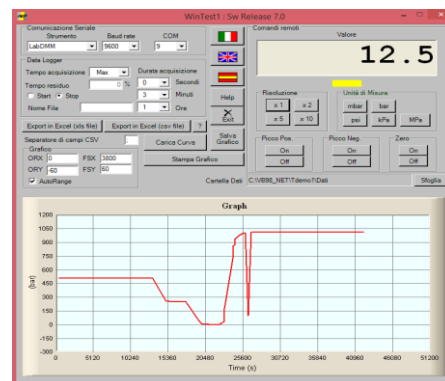 WinTest1 : Sw Release 7.0
Comunicazione Seriale
Strumento Baud rate COM
LabDMM 9600 9
Data Logger
Tempo acquisizione Max Durata acquisizione
Tempo residuo 0 % 0 Secondi
Start Stop 3 Minuti
Nome File 1 Ore
Export in Excel (xls file) Export in Excel (csv file) ?
Separatore di campi CSV
Grafico
ORX 0 FSX 3800
ORY -60 FSY 60
AutoRange
Carica Curva
Stampa Grafico
Help
Exit
Salva Grafico
Comandi remoti
Valore
12.5
Risoluzione
x 1 x 2
x 5 x 10
Unità di Misura
mbar bar
psi kPa MPa
Picco Pos. Picco Neg. Zero
On On On
Off Off Off
Cartella Dati C:\VB98_NET\Tdemo1\Dati Sfoglia
Graph
(bar)
1200
1050
900
750
600
450
300
150
0
-150
-300
0 5120 10240 15360 20480 25600 30720 35840 40960 46080 51200
Time (s)